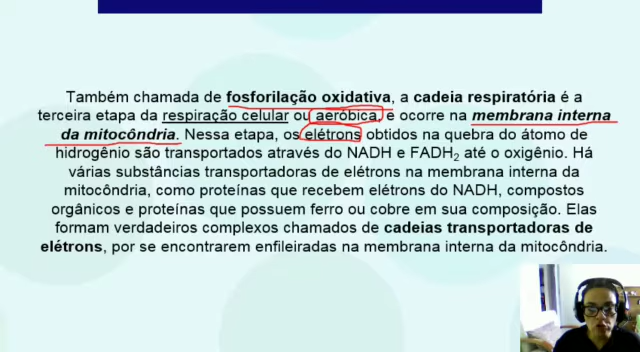 Também chamada de fosforilação oxidativa, a cadeia respiratória é a
terceira etapa da respiração celular ou aeróbica, e ocorre na membrana interna
da mitocôndria. Nessa etapa, os elétrons obtidos na quebra do átomo de
hidrogênio são transportados através do NADH e FADH₂ até o oxigênio. Há
várias substâncias transportadoras de elétrons na membrana interna da
mitocôndria, como proteínas que recebem elétrons do NADH, compostos
orgânicos e proteínas que possuem ferro ou cobre em sua composição. Elas
formam verdadeiros complexos chamados de cadeias transportadoras de
elétrons, por se encontrarem enfileiradas na membrana interna da mitocôndria.